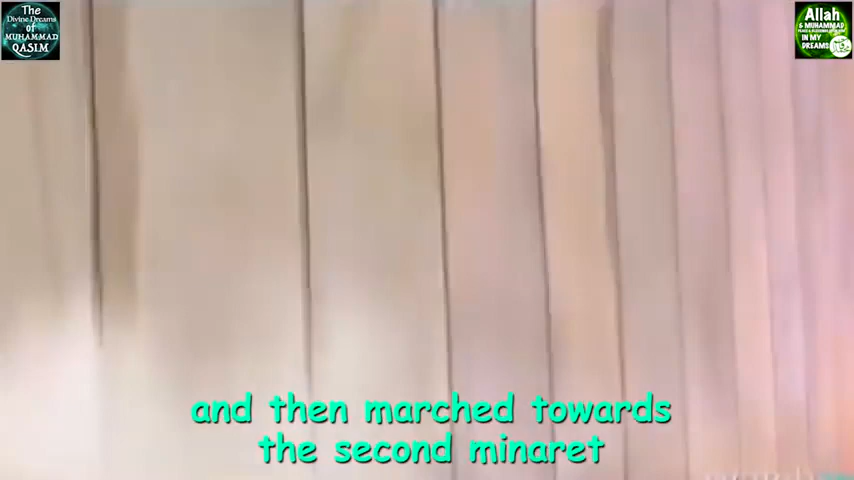 The
Divine Dreams
of
MUHAMMAD
QASIM
Allah
& MUHAMMAD
IN MY
DREAMS
and then marched towards
the second minaret